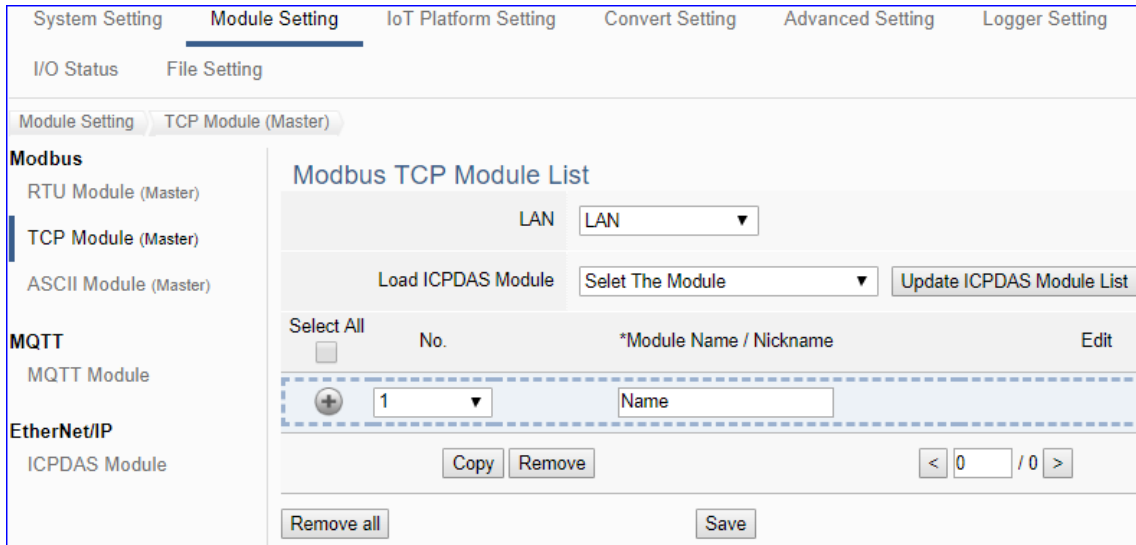 System Setting Module Setting IoT Platform Setting Convert Setting Advanced Setting Logger Setting
I/O Status File Setting
Module Setting TCP Module (Master)
Modbus
RTU Module (Master)
TCP Module (Master)
ASCII Module (Master)
MQTT
MQTT Module
EtherNet/IP
ICPDAS Module
Modbus TCP Module List
LAN LAN
Load ICPDAS Module Selet The Module Update ICPDAS Module List
Select All No. *Module Name / Nickname Edit
1 Name
Copy Remove < 0 / 0 >
Remove all Save